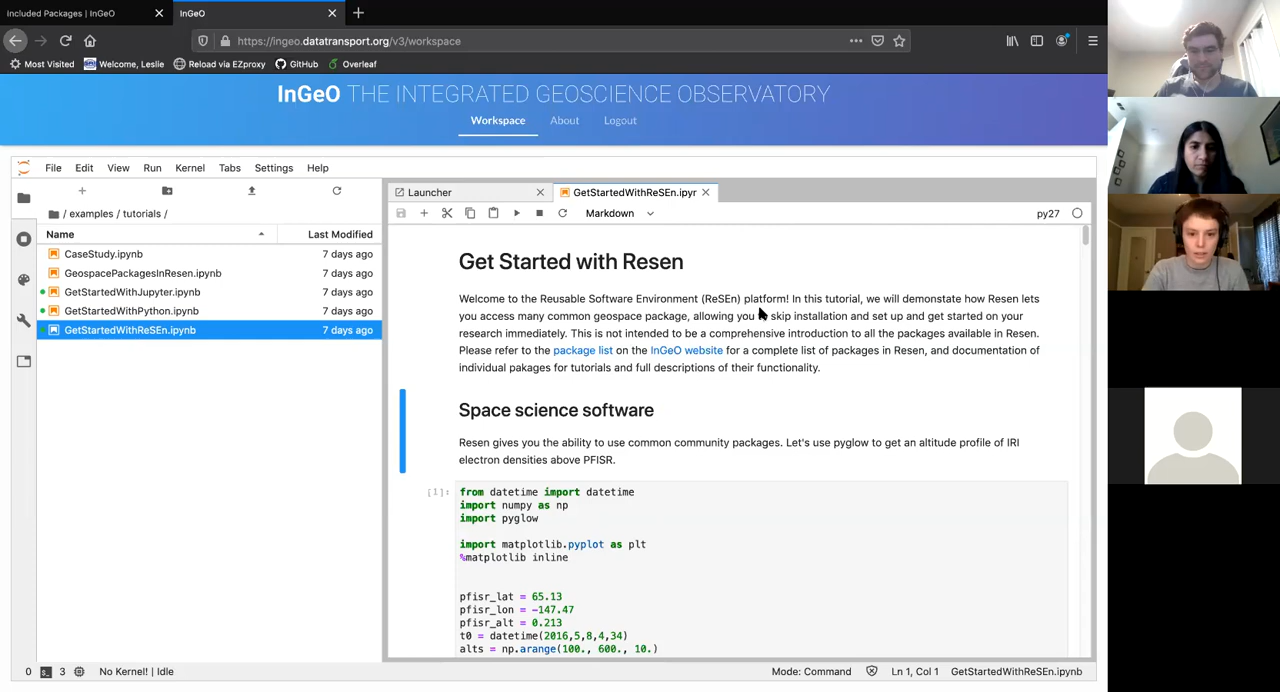 Included Packages | InGeO
InGeO
https://ingeo.datatransport.org/v3/workspace
Most Visited Welcome, Leslie Reload via EZproxy GitHub Overleaf
InGeO THE INTEGRATED GEOSCIENCE OBSERVATORY
Workspace About Logout
File Edit View Run Kernel Tabs Settings Help
Launcher GetStartedWithReSEn.ipyr
/ examples / tutorials /
Markdown py27
Name Last Modified
CaseStudy.ipynb 7 days ago
GeospacePackagesInResen.ipynb 7 days ago
GetStartedWithJupyter.ipynb 7 days ago
GetStartedWithPython.ipynb 7 days ago
GetStartedWithReSEn.ipynb 7 days ago
Get Started with Resen
Welcome to the Reusable Software Environment (ReSEn) platform! In this tutorial, we will demonstate how Resen lets
you access many common geospace package, allowing you skip installation and set up and get started on your
research immediately. This is not intended to be a comprehensive introduction to all the packages available in Resen.
Please refer to the package list on the InGeO website for a complete list of packages in Resen, and documentation of
individual pakages for tutorials and full descriptions of their functionality.
Space science software
Resen gives you the ability to use common community packages. Let's use pyglow to get an altitude profile of IRI
electron densities above PFISR.
[1]:
from datetime import datetime
import numpy as np
import pyglow
import matplotlib.pyplot as plt
%matplotlib inline
pfisr_lat = 65.13
pfisr_lon = -147.47
pfisr_alt = 0.213
t0 = datetime(2016,5,8,4,34)
alts = np.arange(100., 600., 10.)
0 3 No Kernel! | Idle Mode: Command Ln 1, Col 1 GetStartedWithReSEn.ipynb